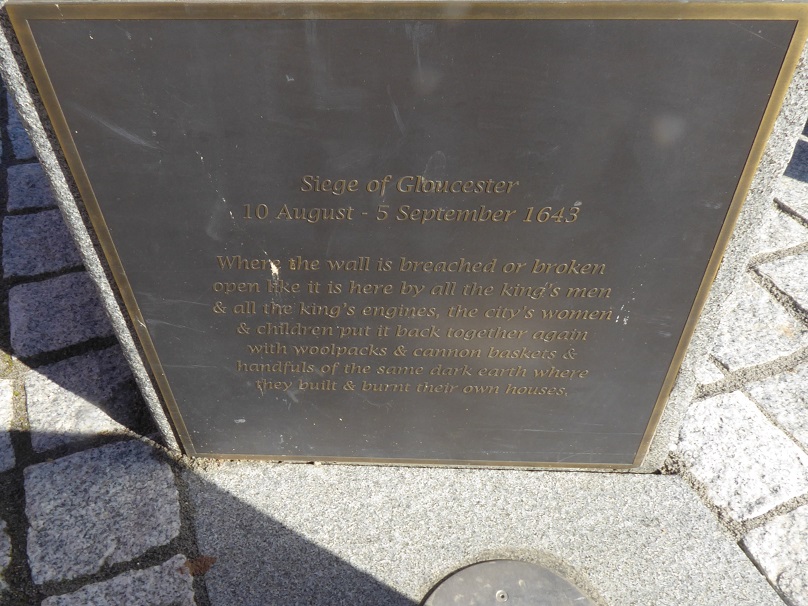 Siege of Gloucester
10 August - 5 September 1643
Where the wall is breached or broken
open like it is here by all the king's men
& all the king's engines, the city's women
& children put it back together again
with woolpacks & cannon baskets &
handfuls of the same dark earth where
they built & burnt their own houses.